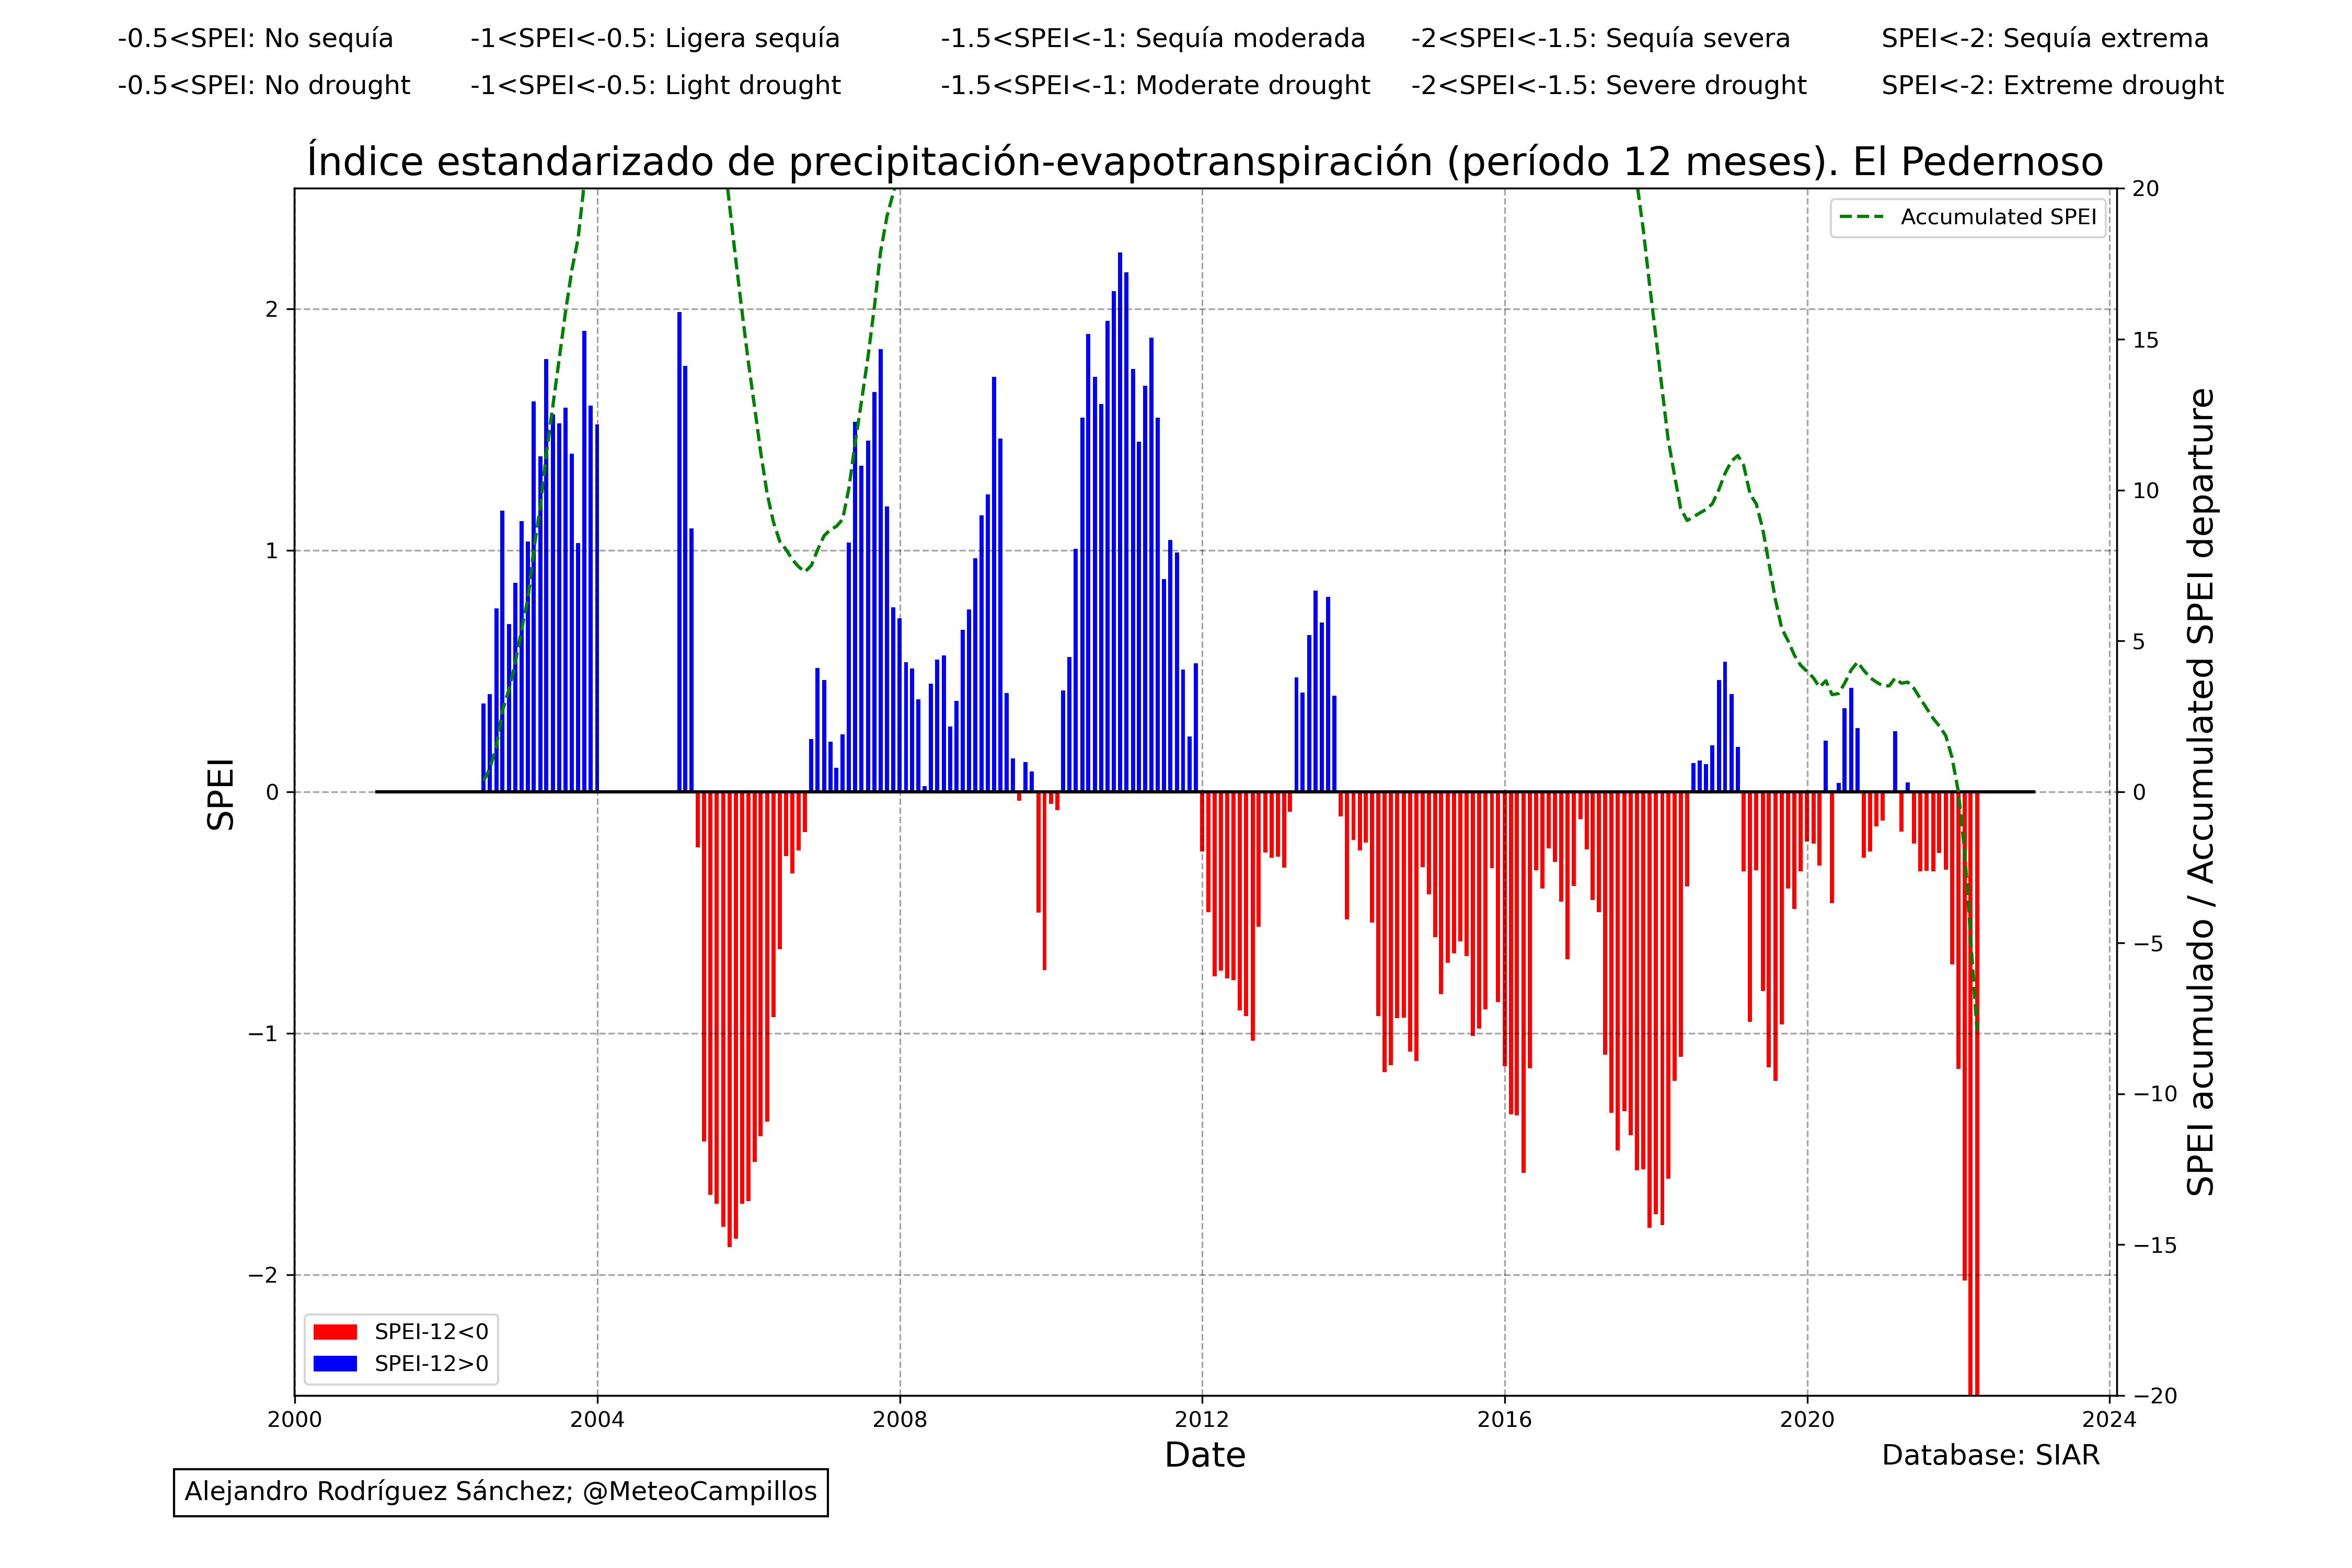 -0.5<SPEI: No sequía -1<SPEI<-0.5: Ligera sequía -1.5<SPEI<-1: Sequía moderada -2<SPEI<-1.5: Sequía severa SPEI<-2: Sequía extrema
-0.5<SPEI: No drought -1<SPEI<-0.5: Light drought -1.5<SPEI<-1: Moderate drought -2<SPEI<-1.5: Severe drought SPEI<-2: Extreme drought
Índice estandarizado de precipitación-evapotranspiración (período 12 meses). El Pedernoso
Accumulated SPEI
2
1
0
−1
−2
SPEI
20
15
10
5
0
−5
−10
−15
−20
SPEI acumulado / Accumulated SPEI departure
SPEI-12<0
SPEI-12>0
2000 2004 2008 2012 2016 2020 2024
Date
Database: SIAR
Alejandro Rodríguez Sánchez; @MeteoCampillos